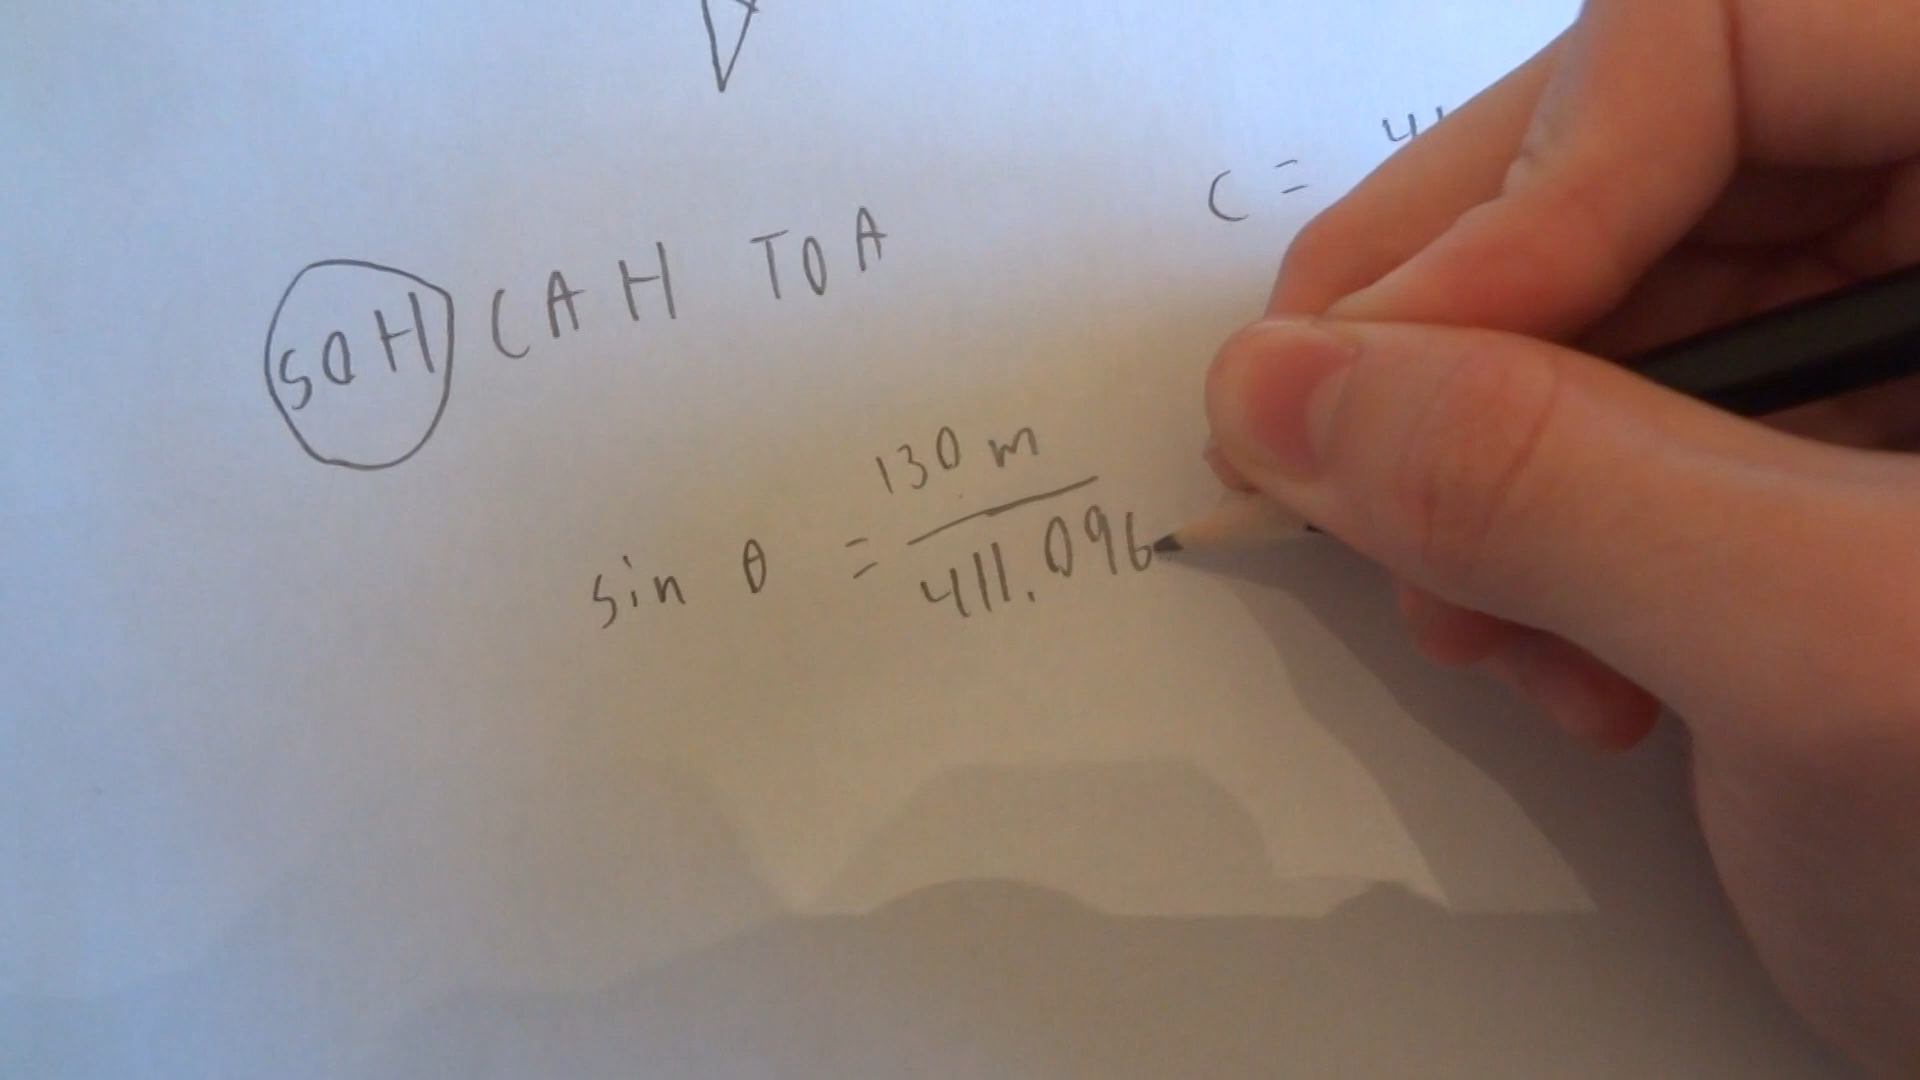 C =
SOH CAH TOA
130 m
sin θ = 411.096